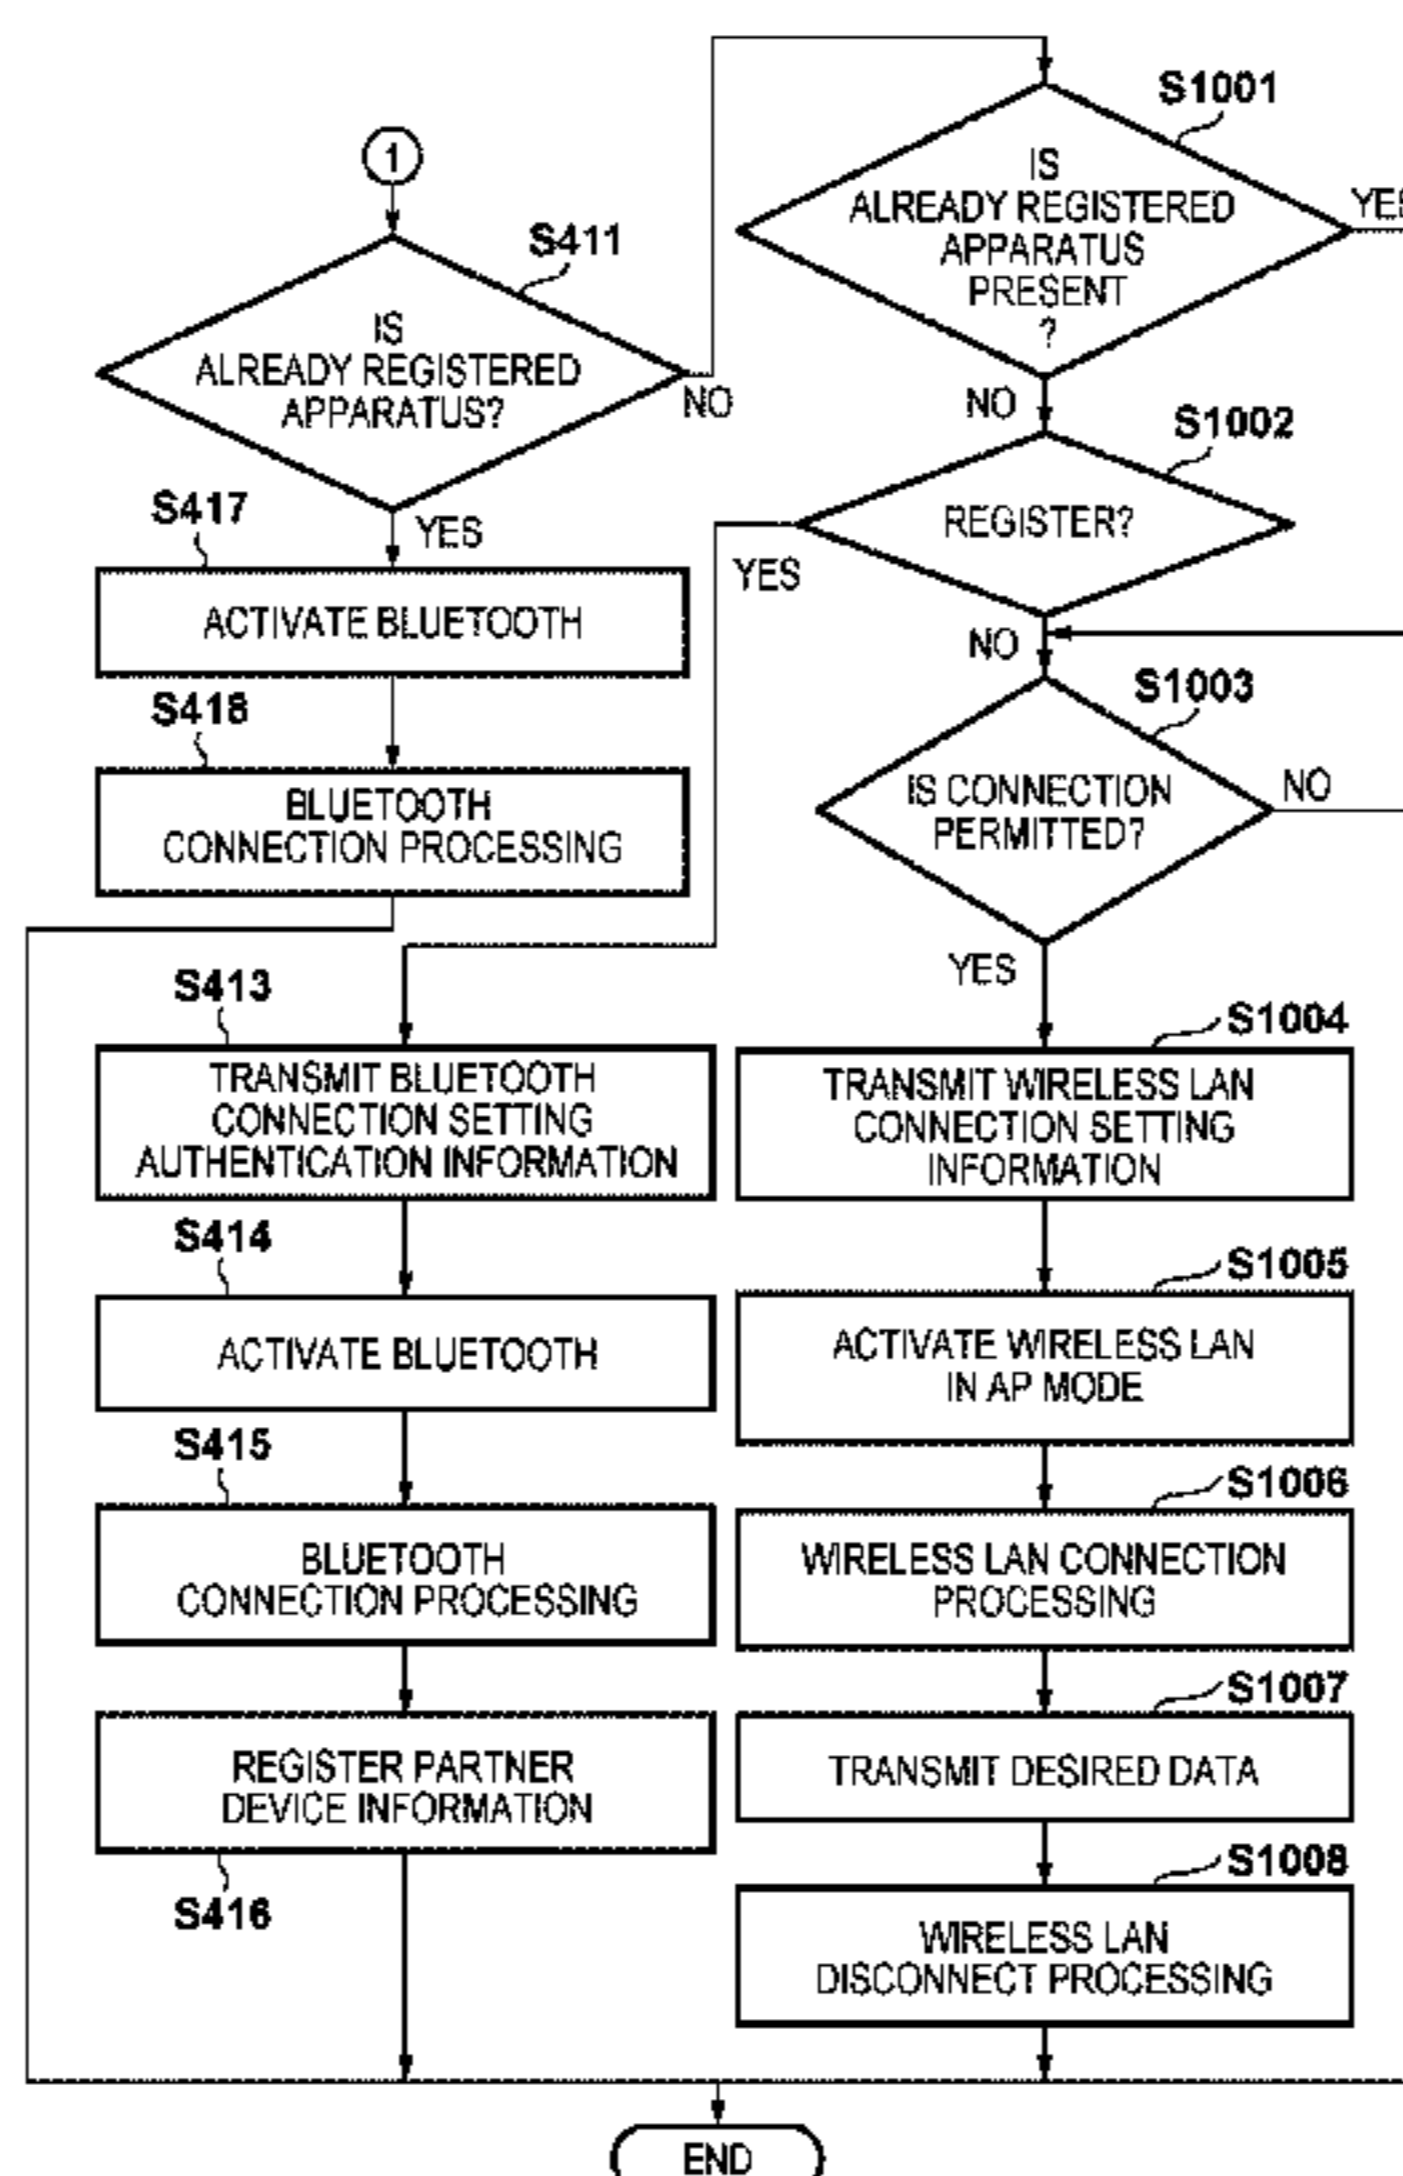 1
S411
IS
ALREADY REGISTERED
APPARATUS?
NO
YES
S417
ACTIVATE BLUETOOTH
S418
BLUETOOTH
CONNECTION PROCESSING
S1001
IS
ALREADY REGISTERED
APPARATUS
PRESENT
?
YES
NO
S1002
REGISTER?
YES
NO
S1003
IS CONNECTION
PERMITTED?
NO
YES
S413
TRANSMIT BLUETOOTH
CONNECTION SETTING
AUTHENTICATION INFORMATION
S414
ACTIVATE BLUETOOTH
S415
BLUETOOTH
CONNECTION PROCESSING
REGISTER PARTNER
DEVICE INFORMATION
S416
S1004
TRANSMIT WIRELESS LAN
CONNECTION SETTING
INFORMATION
S1005
ACTIVATE WIRELESS LAN
IN AP MODE
S1006
WIRELESS LAN CONNECTION
PROCESSING
S1007
TRANSMIT DESIRED DATA
S1008
WIRELESS LAN
DISCONNECT PROCESSING
END